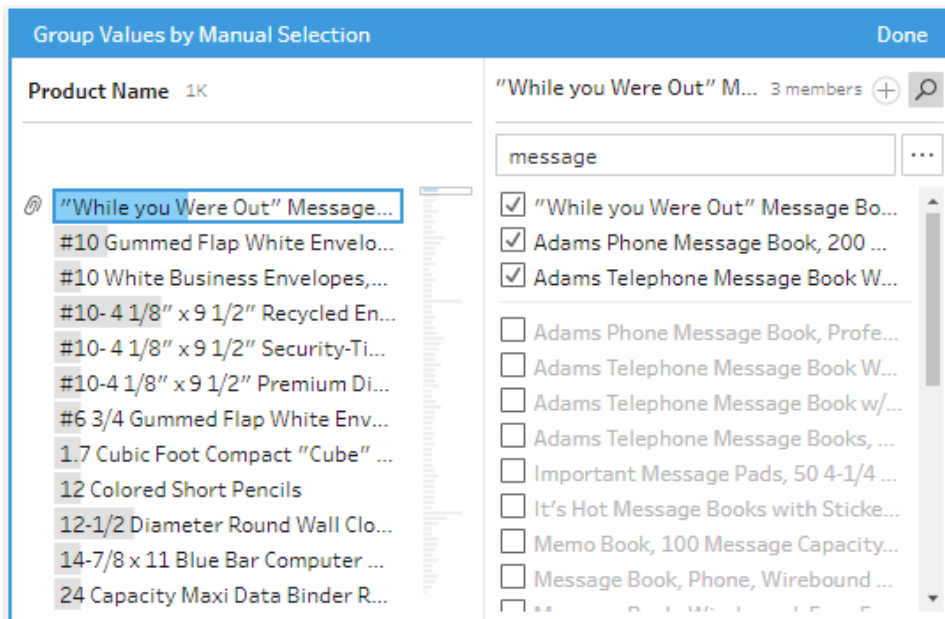 Group Values by Manual Selection Done
Product Name 1K
"While you Were Out" M... 3 members
message
"While you Were Out" Message...
#10 Gummed Flap White Envelo...
#10 White Business Envelopes,...
#10- 4 1/8" x 9 1/2" Recycled En...
#10- 4 1/8" x 9 1/2" Security-Ti...
#10-4 1/8" x 9 1/2" Premium Di...
#6 3/4 Gummed Flap White Env...
1.7 Cubic Foot Compact "Cube" ...
12 Colored Short Pencils
12-1/2 Diameter Round Wall Clo...
14-7/8 x 11 Blue Bar Computer ...
24 Capacity Maxi Data Binder R...
"While you Were Out" Message Bo...
Adams Phone Message Book, 200 ...
Adams Telephone Message Book W...
Adams Phone Message Book, Profe...
Adams Telephone Message Book W...
Adams Telephone Message Book w/...
Adams Telephone Message Books, ...
Important Message Pads, 50 4-1/4 ...
It's Hot Message Books with Sticke...
Memo Book, 100 Message Capacity...
Message Book, Phone, Wirebound ...